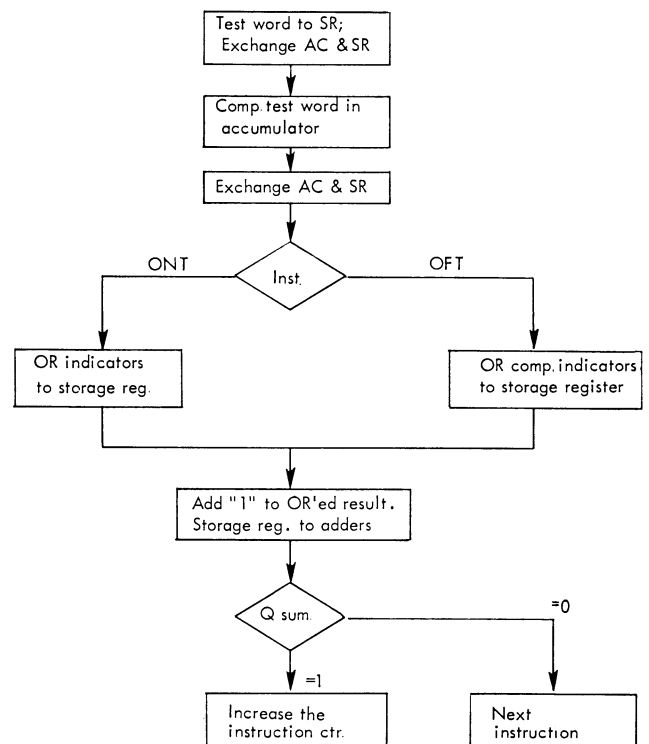 Test word to SR;
Exchange AC & SR
Comp. test word in
accumulator
Exchange AC & SR
Inst.
ONT
OFT
OR indicators
to storage reg.
OR comp. indicators
to storage register
Add "1" to OR'ed result.
Storage reg. to adders
Q sum.
=0
=1
Increase the
instruction ctr.
Next
instruction